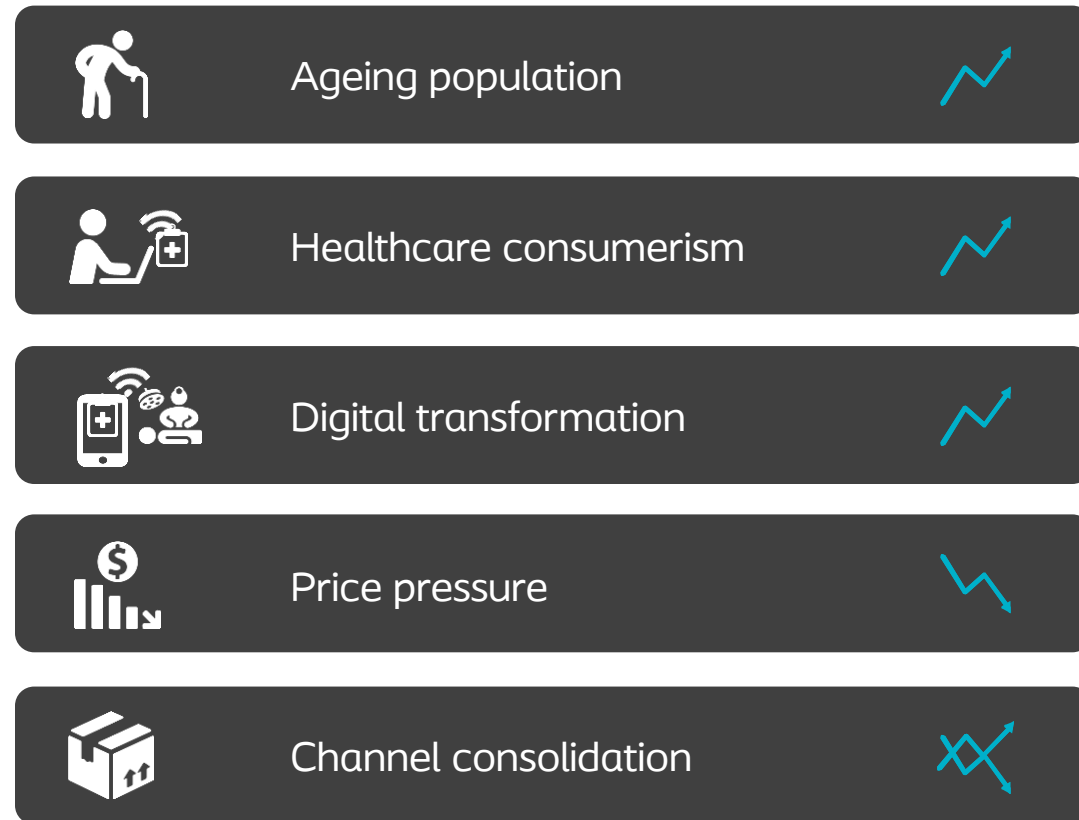 Ageing population
Healthcare consumerism
Digital transformation
$
Price pressure
Channel consolidation